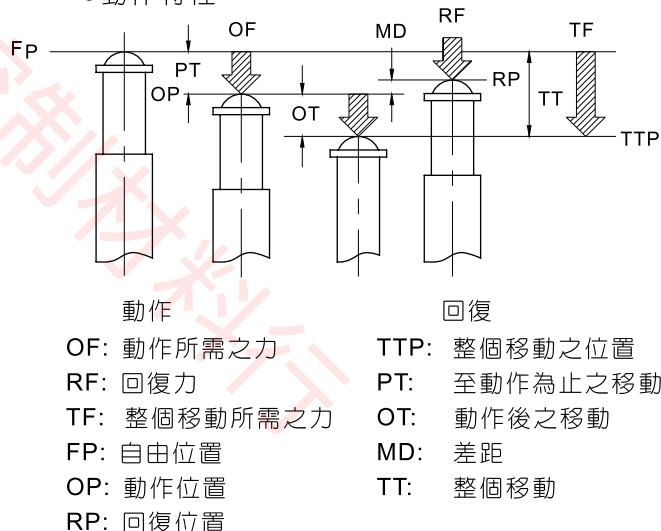 OF MD RF TF
FP PT OP OT RP TT TTP
動作 回復
OF: 動作所需之力
RF: 回復力
TF: 整個移動所需之力
FP: 自由位置
OP: 動作位置
RP: 回復位置
TTP: 整個移動之位置
PT: 至動作為止之移動
OT: 動作後之移動
MD: 差距
TT: 整個移動
制材料行